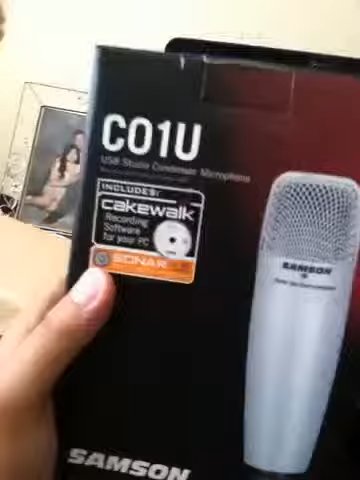 C01U
USB Studio Condenser Microphone
INCLUDES:
cakewalk
Recording
Software
for your PC
SONAR
SAMSON
SAMSON